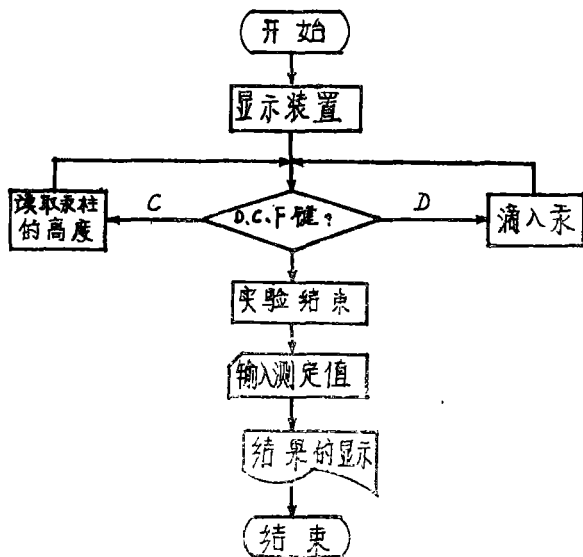 开始
显示装置
读取汞柱
的高度
C
D.C.F键?
D
滴入汞
实验结束
输入测定值
结果的显示
结束